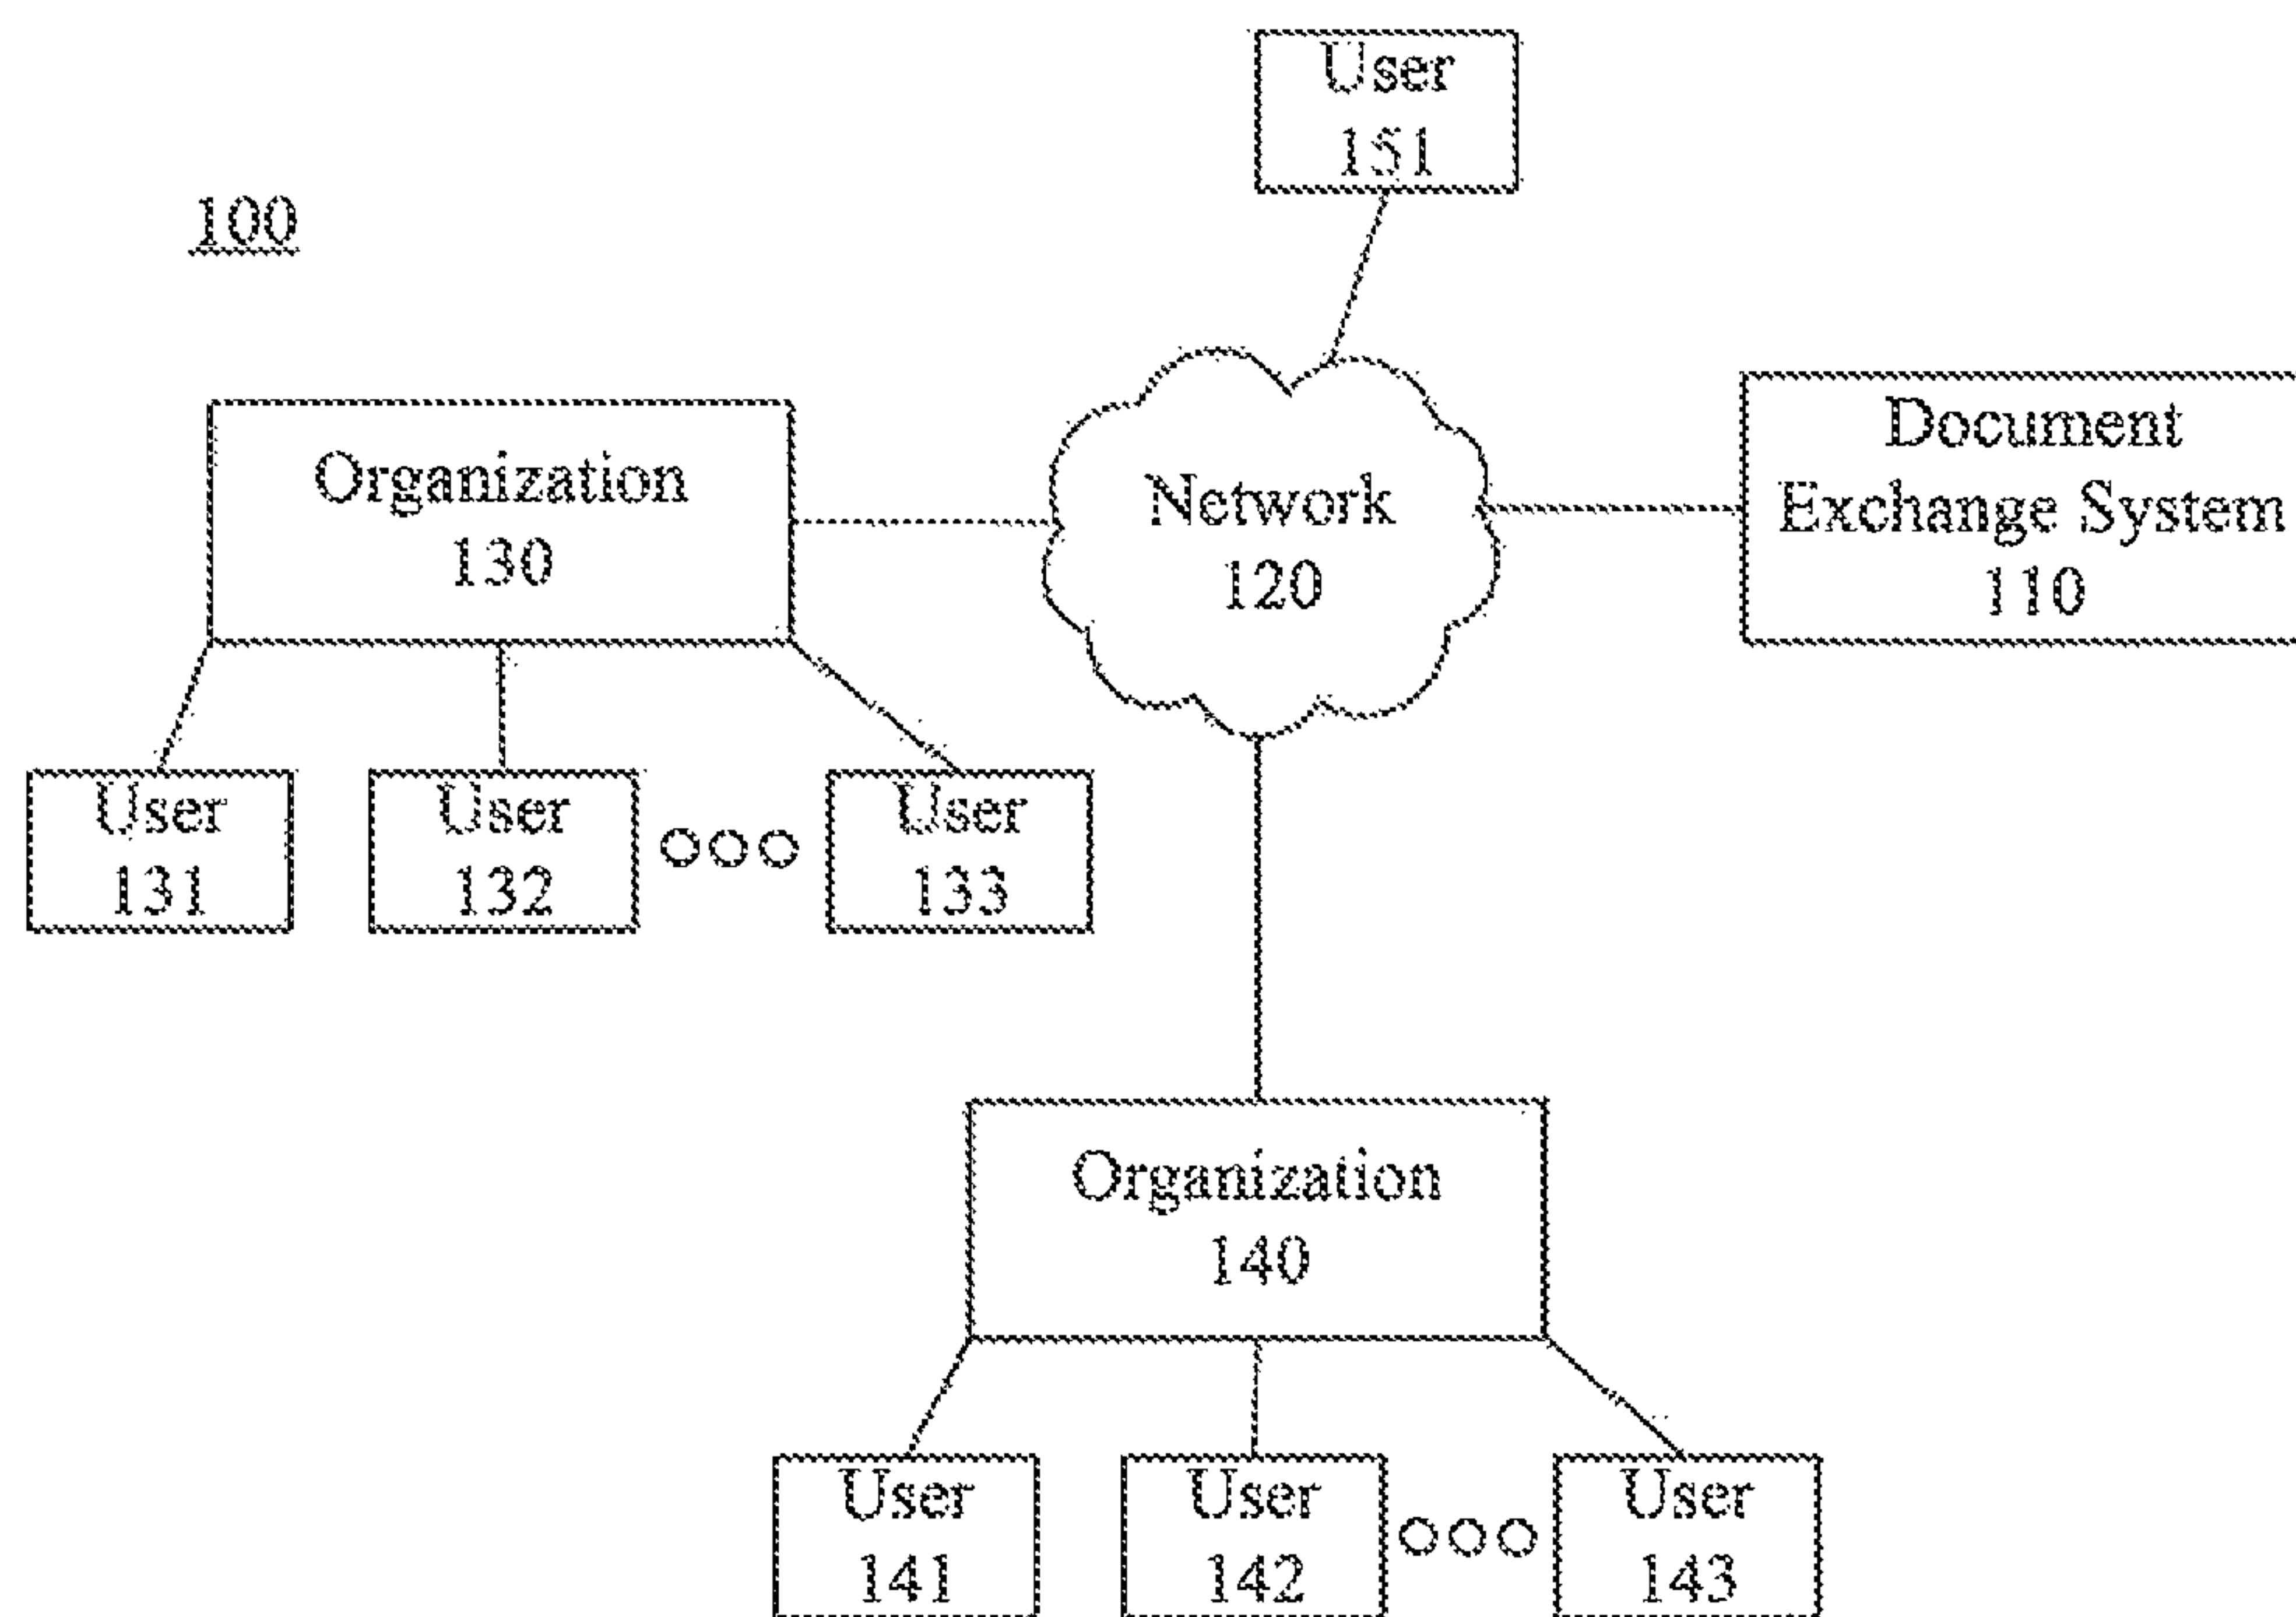 User
151
100
Organization
130
Network
120
Document
Exchange System
110
User
131
User
132
User
133
Organization
140
User
141
User
142
User
143